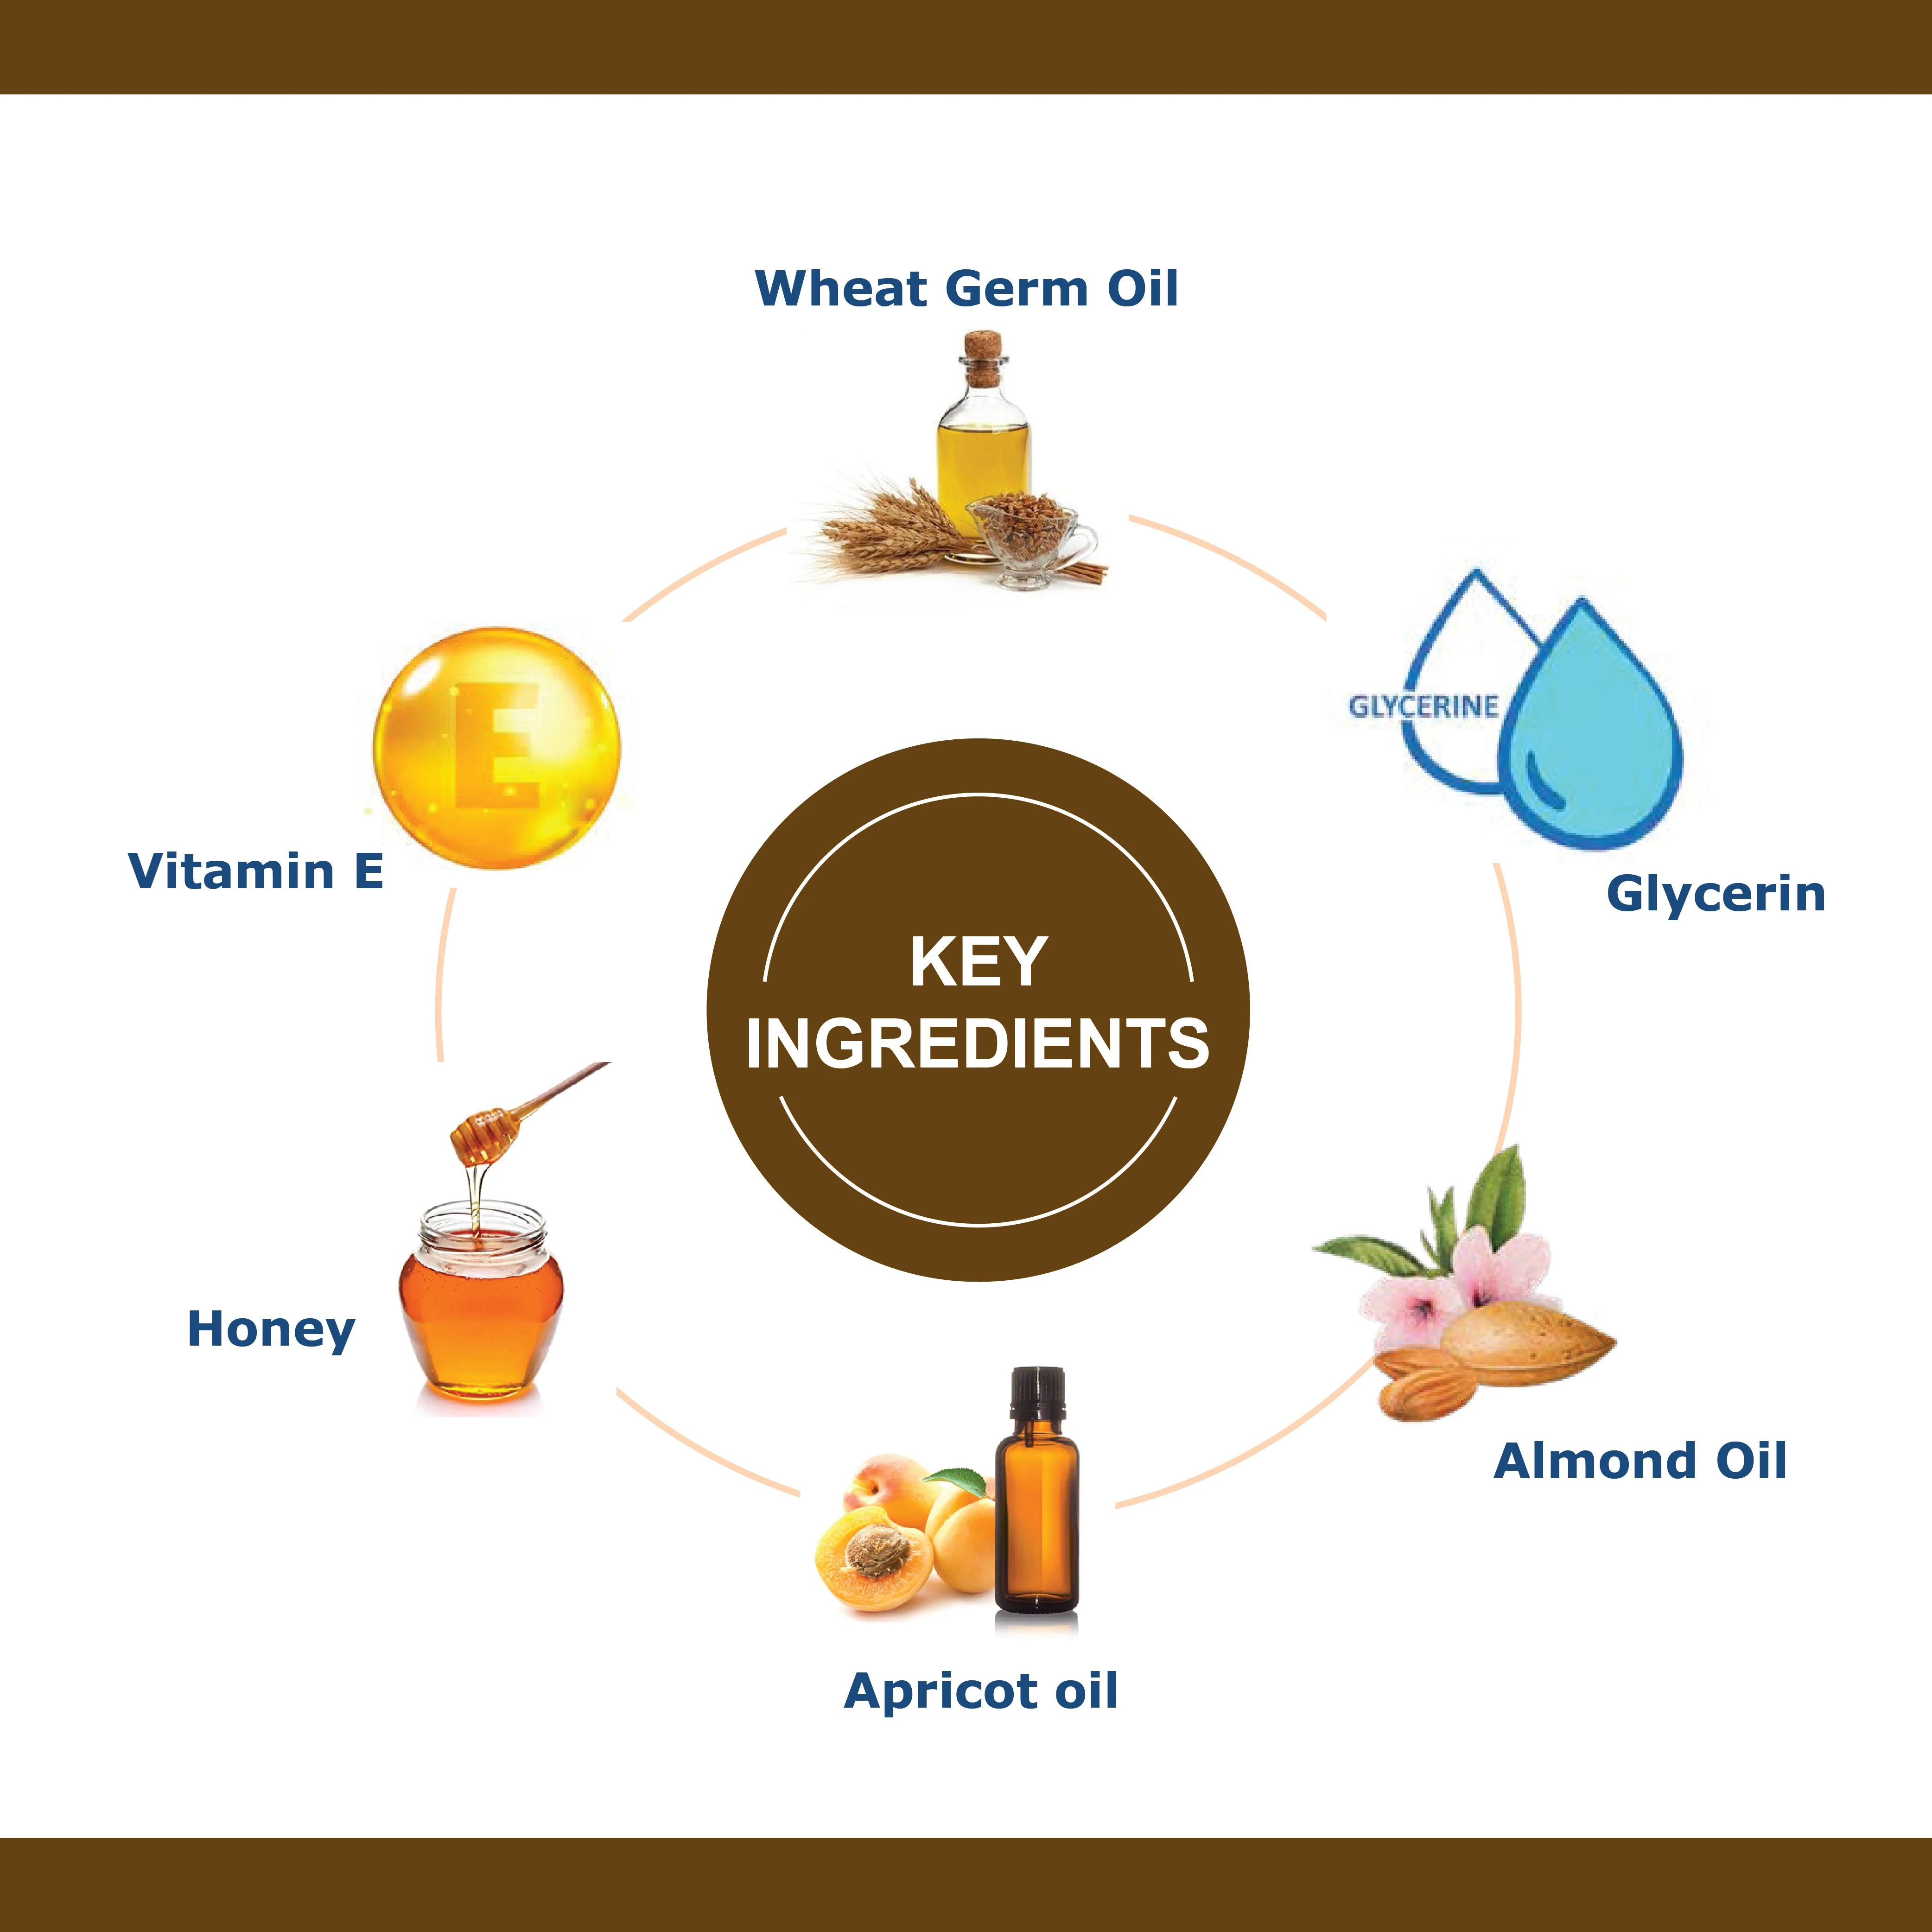 Wheat Germ Oil
GLYCERINE
Glycerin
E
Vitamin E
KEY
INGREDIENTS
Honey
Almond Oil
Apricot oil